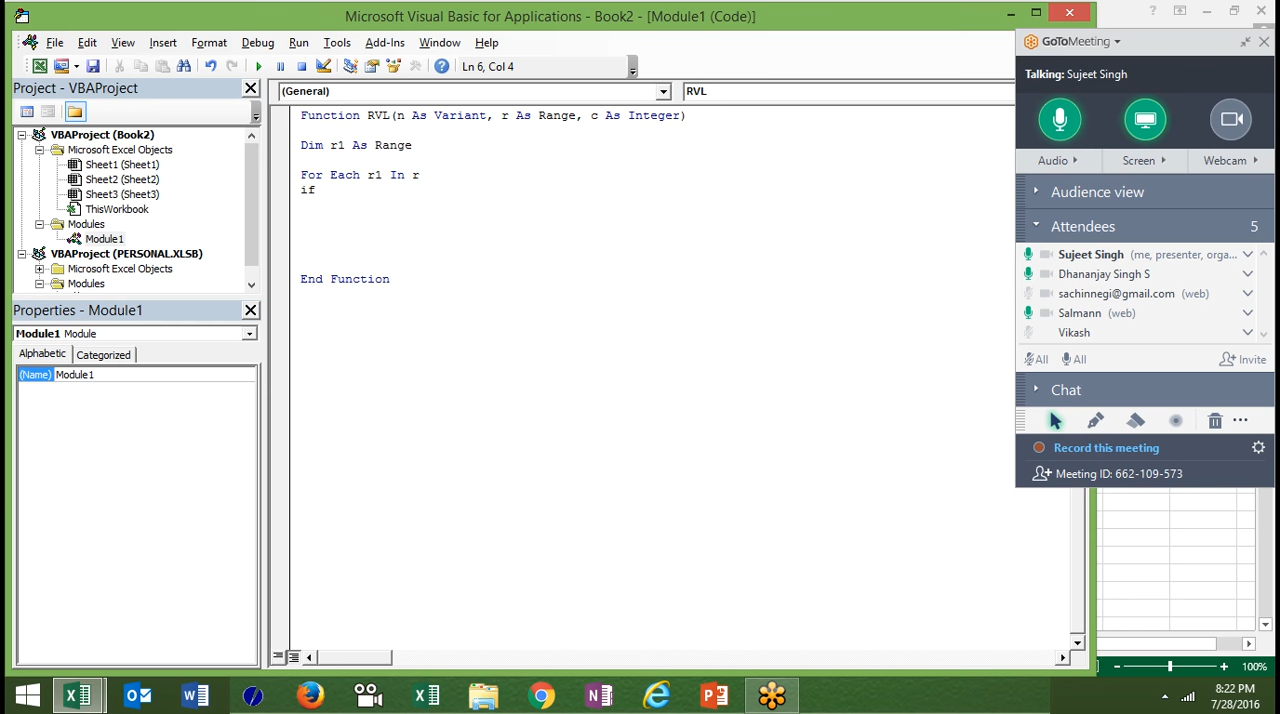 Microsoft Visual Basic for Applications - Book2 - [Module1 (Code)]
File Edit View Insert Format Debug Run Tools Add-Ins Window Help
Ln 6, Col 4
Project - VBAProject
VBAProject (Book2)
Microsoft Excel Objects
Sheet1 (Sheet1)
Sheet2 (Sheet2)
Sheet3 (Sheet3)
ThisWorkbook
Modules
Module1
VBAProject (PERSONAL.XLSB)
Microsoft Excel Objects
Modules
Properties - Module1
Module1 Module
Alphabetic Categorized
(Name) Module1
(General) RVL
Function RVL(n As Variant, r As Range, c As Integer)
Dim r1 As Range
For Each r1 In r
if
End Function
GoToMeeting
Talking: Sujeet Singh
Audio Screen Webcam
Audience view
Attendees 5
Sujeet Singh (me, presenter, orga...
Dhananjay Singh S
sachinnegi@gmail.com (web)
Salmann (web)
Vikash
All All Invite
Chat
Record this meeting
Meeting ID: 662-109-573
100%
8:22 PM
7/28/2016